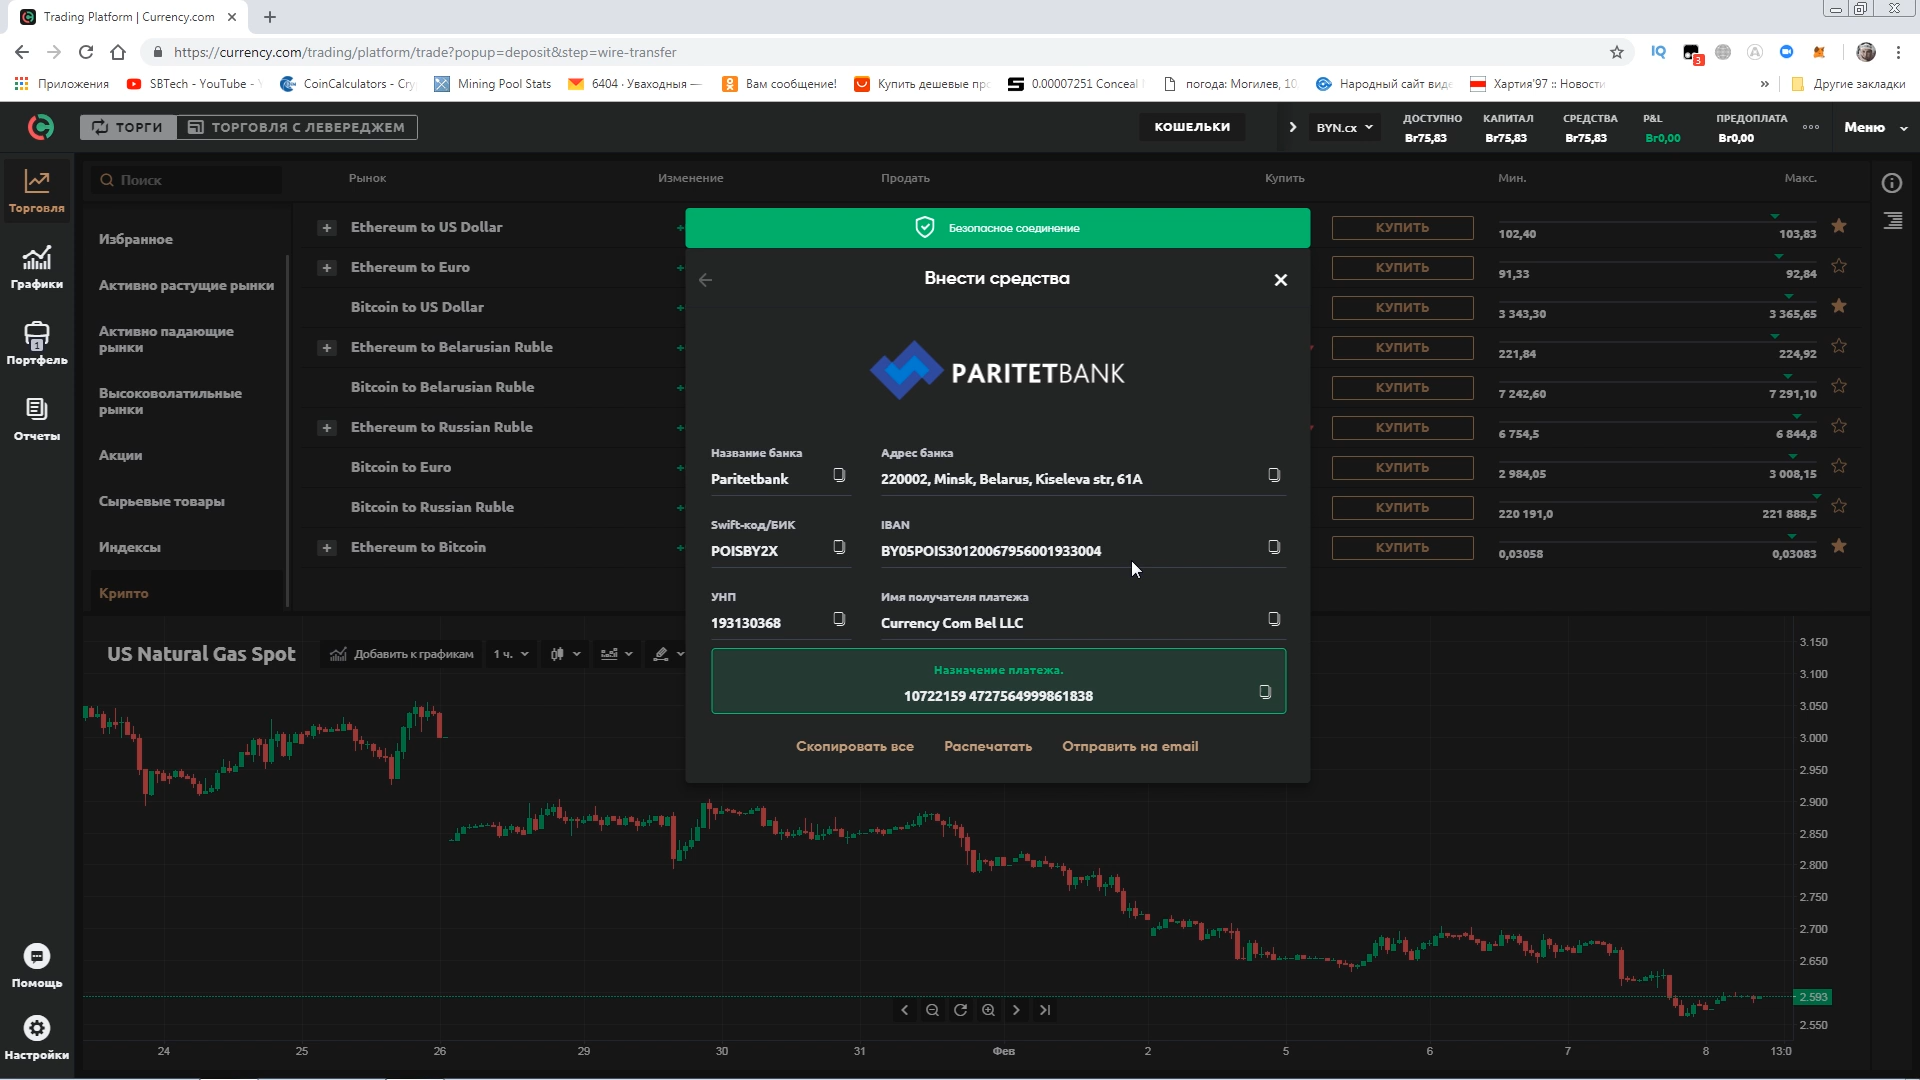 Trading Platform | Currency.com
https://currency.com/trading/platform/trade?popup=deposit&step=wire-transfer
3
Приложения
SBTech - YouTube -
CoinCalculators - Cry
Mining Pool Stats
6404 · Уваходныя —
Вам сообщение!
Купить дешевые про
0.00007251 Conceal
погода: Могилев, 10
Народный сайт виде
Хартия'97 :: Новости
»
Другие закладки
ТОРГИ
ТОРГОВЛЯ С ЛЕВЕРЕДЖЕМ
КОШЕЛЬКИ
BYN.cx
ДОСТУПНО
Br75,83
КАПИТАЛ
Br75,83
СРЕДСТВА
Br75,83
P&L
Br0,00
ПРЕДОПЛАТА
Br0,00
Меню
Торговля
Графики
1
Портфель
Отчеты
Помощь
Настройки
Поиск
Избранное
Активно растущие рынки
Активно падающие
рынки
Высоковолатильные
рынки
Акции
Сырьевые товары
Индексы
Крипто
Рынок
Изменение
Продать
Купить
Мин.
Макс.
+ Ethereum to US Dollar +
КУПИТЬ
102,40
103,83
+ Ethereum to Euro +
КУПИТЬ
91,33
92,84
Bitcoin to US Dollar +
КУПИТЬ
3 343,30
3 365,65
+ Ethereum to Belarusian Ruble +
КУПИТЬ
221,84
224,92
Bitcoin to Belarusian Ruble +
КУПИТЬ
7 242,60
7 291,10
+ Ethereum to Russian Ruble +
КУПИТЬ
6 754,5
6 844,8
Bitcoin to Euro +
КУПИТЬ
2 984,05
3 008,15
Bitcoin to Russian Ruble +
КУПИТЬ
220 191,0
221 888,5
+ Ethereum to Bitcoin +
КУПИТЬ
0,03058
0,03083
Безопасное соединение
Внести средства
PARITETBANK
Название банка
Paritetbank
Адрес банка
220002, Minsk, Belarus, Kiseleva str, 61A
Swift-код/БИК
POISBY2X
IBAN
BY05POIS30120067956001933004
УНП
193130368
Имя получателя платежа
Currency Com Bel LLC
Назначение платежа.
10722159 4727564999861838
Скопировать все
Распечатать
Отправить на email
US Natural Gas Spot
Добавить к графикам
1 ч.
3.150
3.100
3.050
3.000
2.950
2.900
2.850
2.800
2.750
2.700
2.650
2.593
2.550
24
25
26
29
30
31
Фев
2
5
6
7
8
13:0